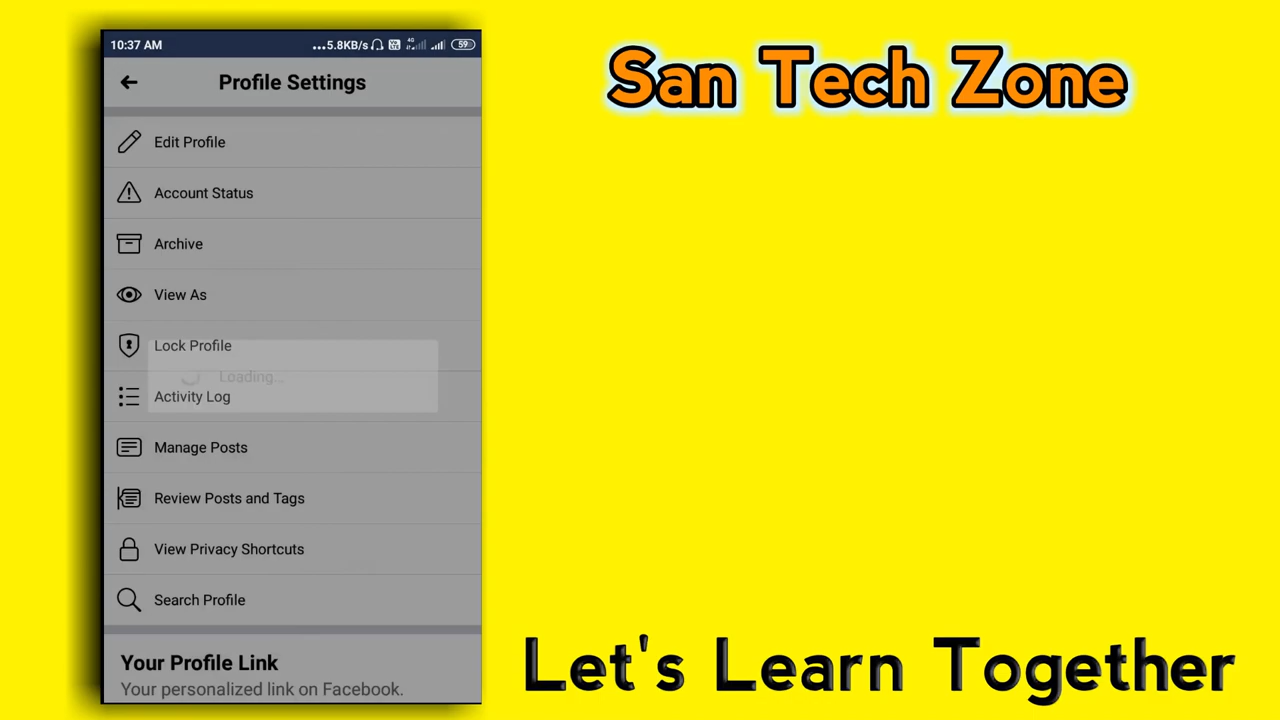 10:37 AM
...5.8KB/s 4G 59
Profile Settings
Edit Profile
Account Status
Archive
View As
Lock Profile
Loading...
Activity Log
Manage Posts
Review Posts and Tags
View Privacy Shortcuts
Search Profile
Your Profile Link
Your personalized link on Facebook.
San Tech Zone
Let's Learn Together